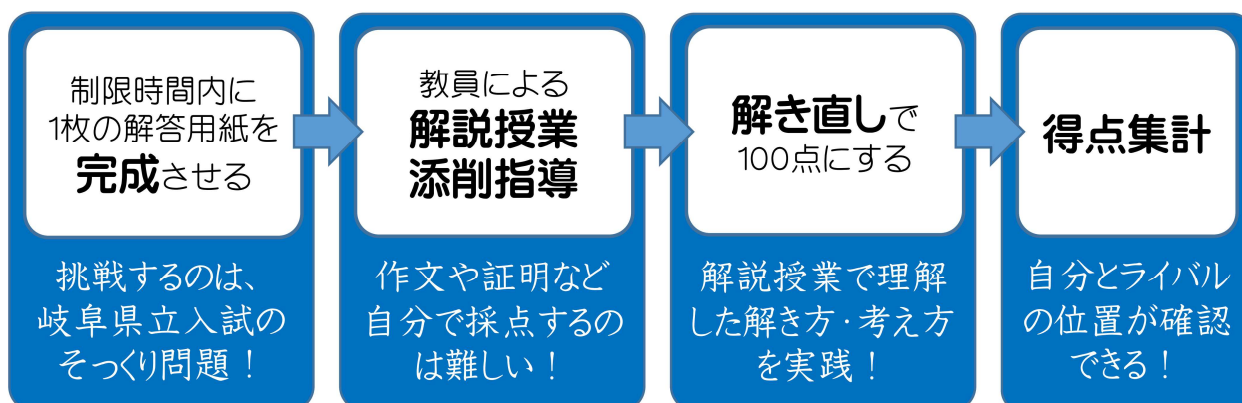 制限時間内に
1枚の解答用紙を
完成させる
挑戦するのは、
岐阜県立入試の
そっくり問題！
教員による
解説授業
添削指導
作文や証明など
自分で採点するの
は難しい！
解き直しで
100点にする
解説授業で理解
した解き方・考え方
を実践！
得点集計
自分とライバル
の位置が確認
できる！